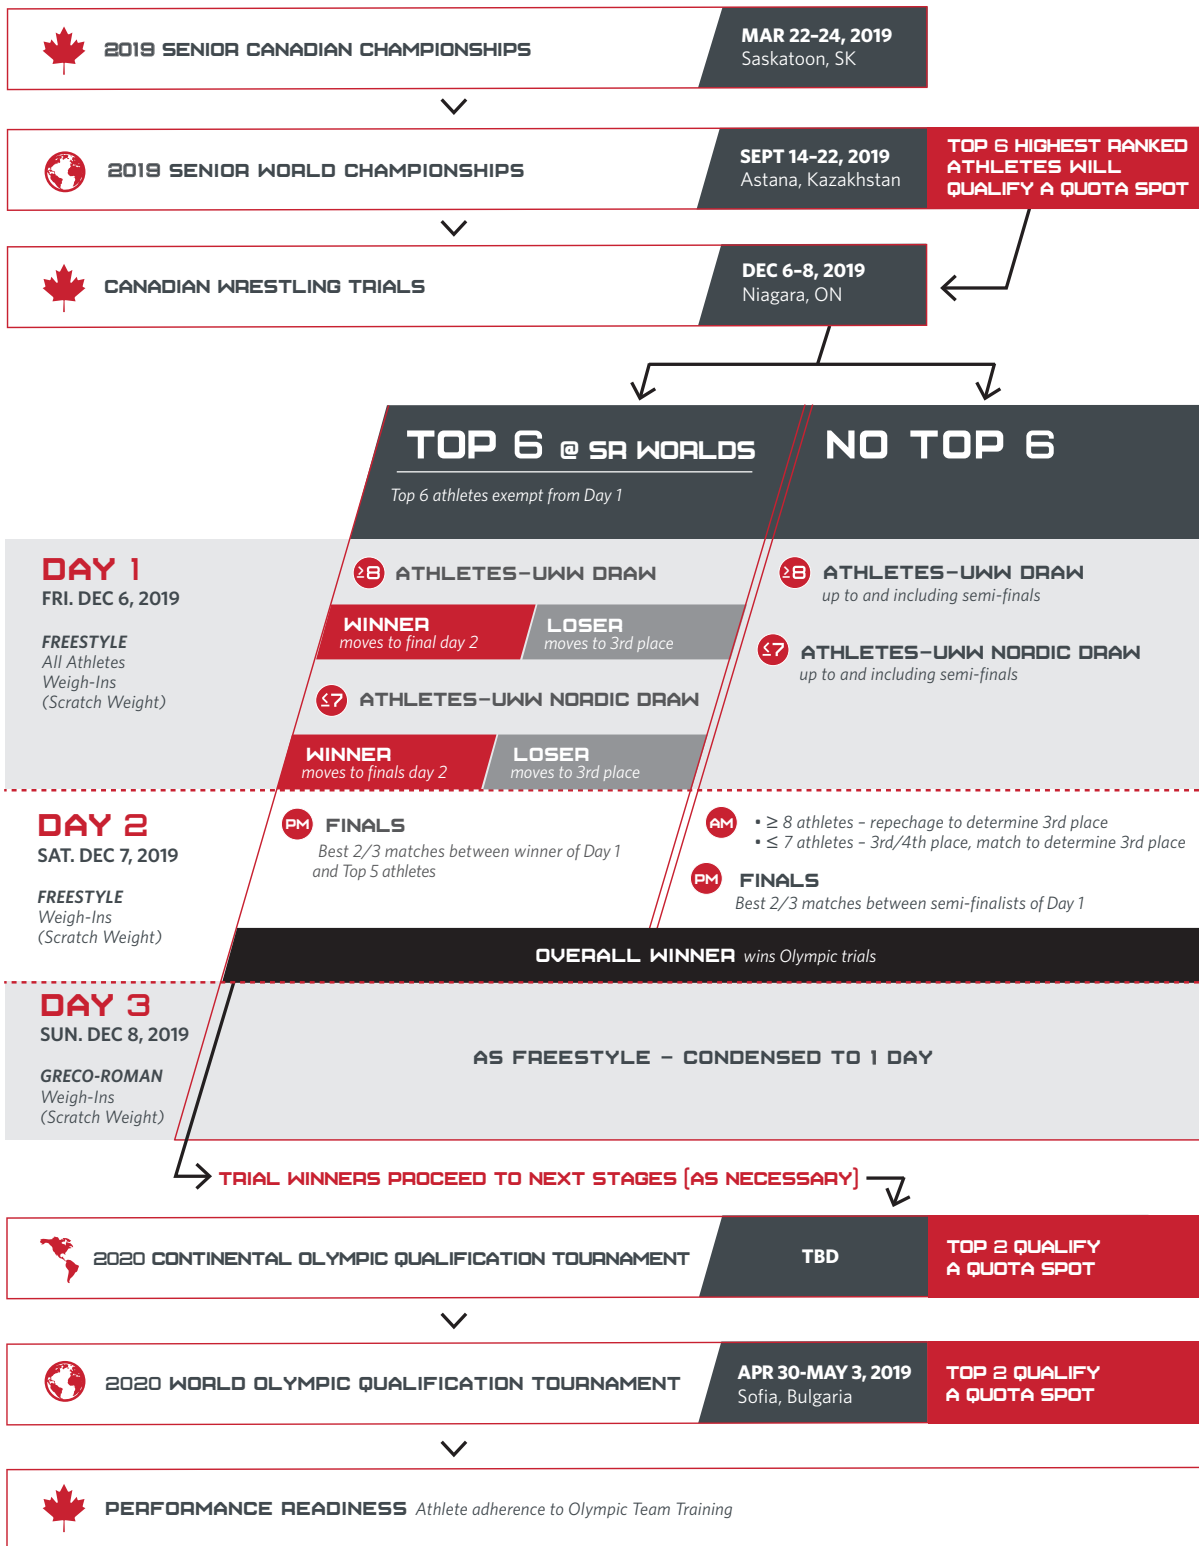 2019 SENIOR CANADIAN CHAMPIONSHIPS
MAR 22–24, 2019
Saskatoon, SK
2019 SENIOR WORLD CHAMPIONSHIPS
SEPT 14–22, 2019
Astana, Kazakhstan
TOP 6 HIGHEST RANKED
ATHLETES WILL
QUALIFY A QUOTA SPOT
CANADIAN WRESTLING TRIALS
DEC 6–8, 2019
Niagara, ON
TOP 6 @ SR WORLDS
Top 6 athletes exempt from Day 1
NO TOP 6
DAY 1
FRI. DEC 6, 2019
FREESTYLE
All Athletes
Weigh-Ins
(Scratch Weight)
≥8 ATHLETES–UWW DRAW
WINNER
moves to final day 2
LOSER
moves to 3rd place
≤7 ATHLETES–UWW NORDIC DRAW
WINNER
moves to finals day 2
LOSER
moves to 3rd place
≥8 ATHLETES–UWW DRAW
up to and including semi-finals
≤7 ATHLETES–UWW NORDIC DRAW
up to and including semi-finals
DAY 2
SAT. DEC 7, 2019
FREESTYLE
Weigh-Ins
(Scratch Weight)
PM FINALS
Best 2/3 matches between winner of Day 1
and Top 5 athletes
AM • ≥ 8 athletes – repechage to determine 3rd place
• ≤ 7 athletes – 3rd/4th place, match to determine 3rd place
PM FINALS
Best 2/3 matches between semi-finalists of Day 1
OVERALL WINNER wins Olympic trials
DAY 3
SUN. DEC 8, 2019
GRECO-ROMAN
Weigh-Ins
(Scratch Weight)
AS FREESTYLE – CONDENSED TO 1 DAY
TRIAL WINNERS PROCEED TO NEXT STAGES (AS NECESSARY)
2020 CONTINENTAL OLYMPIC QUALIFICATION TOURNAMENT
TBD
TOP 2 QUALIFY
A QUOTA SPOT
2020 WORLD OLYMPIC QUALIFICATION TOURNAMENT
APR 30–MAY 3, 2019
Sofia, Bulgaria
TOP 2 QUALIFY
A QUOTA SPOT
PERFORMANCE READINESS Athlete adherence to Olympic Team Training